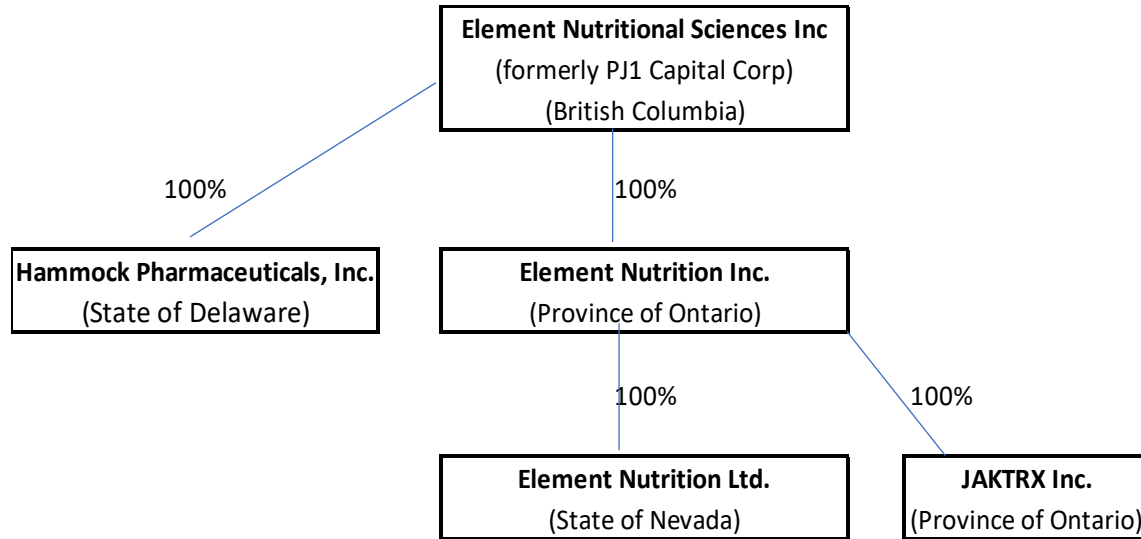 Element Nutritional Sciences Inc
(formerly PJ1 Capital Corp)
(British Columbia)
100%
100%
Hammock Pharmaceuticals, Inc.
(State of Delaware)
Element Nutrition Inc.
(Province of Ontario)
100%
100%
Element Nutrition Ltd.
(State of Nevada)
JAKTRX Inc.
(Province of Ontario)